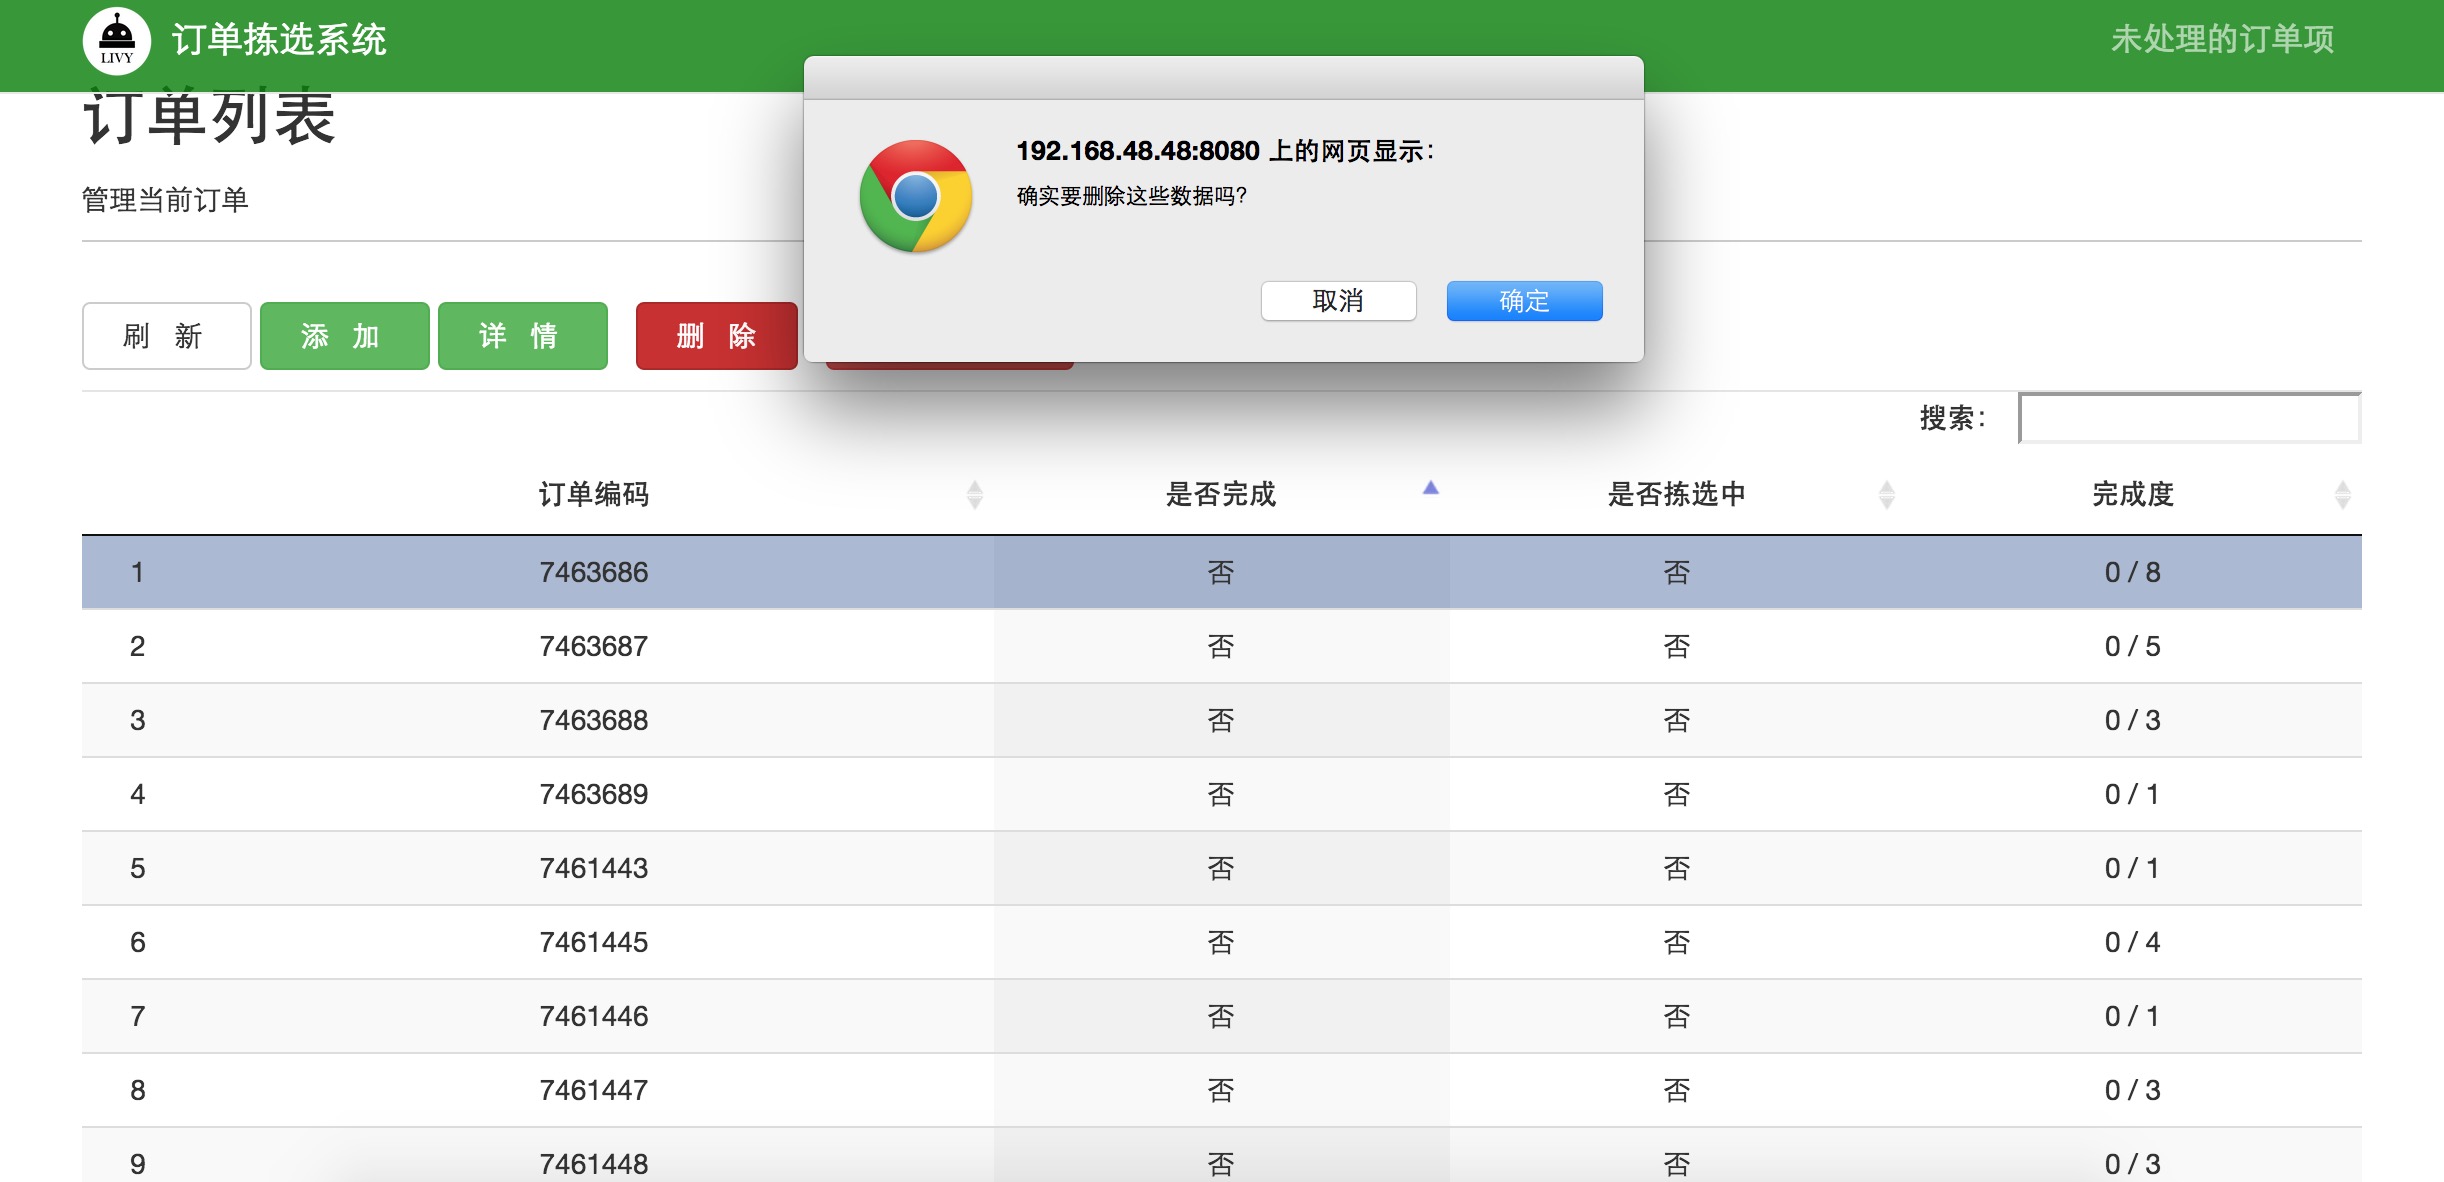 LIVY
订单拣选系统
未处理的订单项
订单列表
管理当前订单
192.168.48.48:8080 上的网页显示：
确实要删除这些数据吗？
取消 确定
刷 新 添 加 详 情 删 除
搜索：
订单编码 是否完成 是否拣选中 完成度
1 7463686 否 否 0 / 8
2 7463687 否 否 0 / 5
3 7463688 否 否 0 / 3
4 7463689 否 否 0 / 1
5 7461443 否 否 0 / 1
6 7461445 否 否 0 / 4
7 7461446 否 否 0 / 1
8 7461447 否 否 0 / 3
9 7461448 否 否 0 / 3